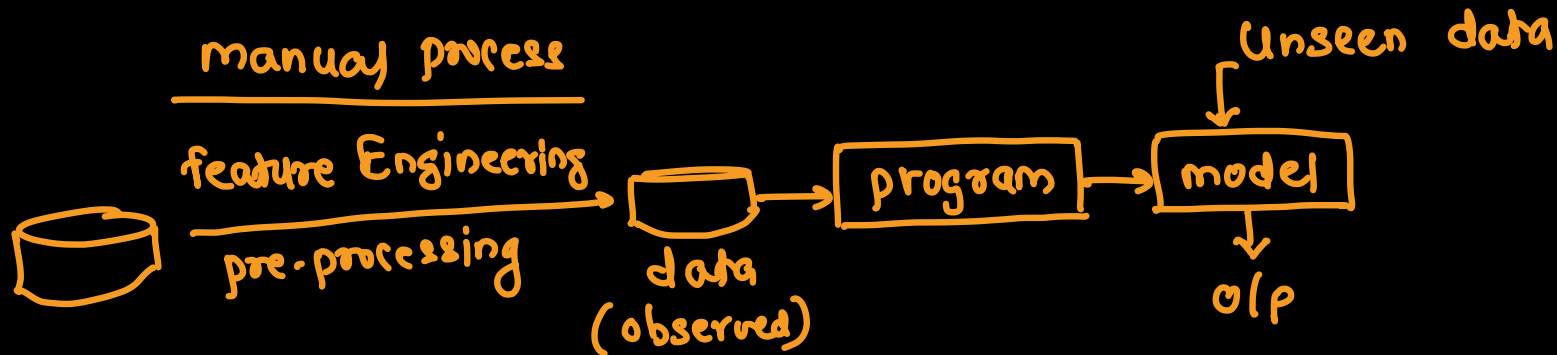 manual process
feature Engineering
pre-processing
data
(observed)
program
model
Unseen data
o/p